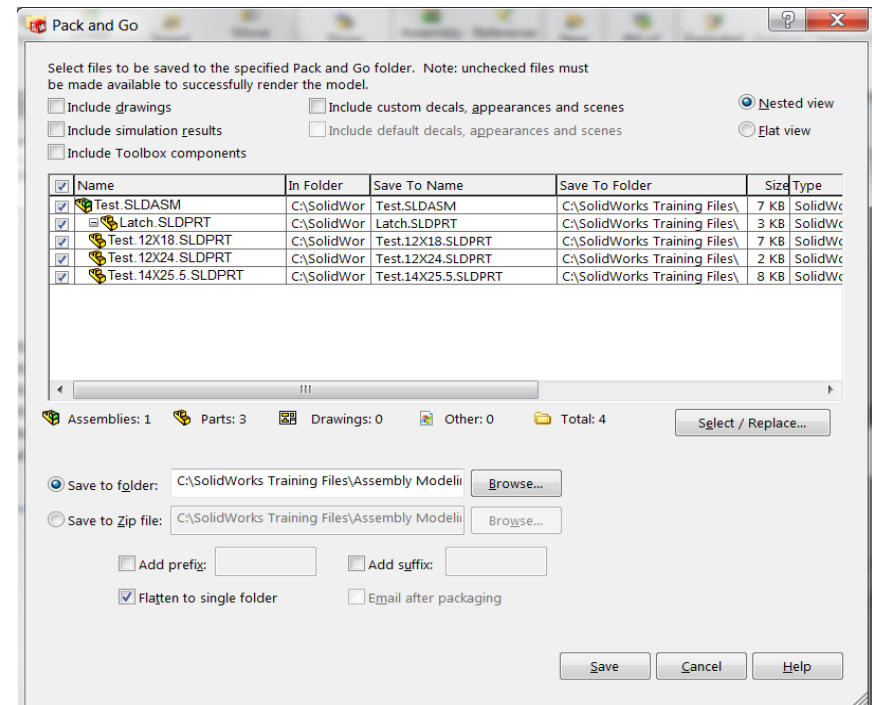 Pack and Go
Select files to be saved to the specified Pack and Go folder. Note: unchecked files must
be made available to successfully render the model.
Include drawings Include custom decals, appearances and scenes Nested view
Include simulation results Include default decals, appearances and scenes Flat view
Include Toolbox components
Name In Folder Save To Name Save To Folder Size Type
Test.SLDASM C:\SolidWor Test.SLDASM C:\SolidWorks Training Files\ 7 KB SolidWo
Latch.SLDPRT C:\SolidWor Latch.SLDPRT C:\SolidWorks Training Files\ 3 KB SolidWo
Test.12X18.SLDPRT C:\SolidWor Test.12X18.SLDPRT C:\SolidWorks Training Files\ 7 KB SolidWo
Test.12X24.SLDPRT C:\SolidWor Test.12X24.SLDPRT C:\SolidWorks Training Files\ 2 KB SolidWo
Test.14X25.5.SLDPRT C:\SolidWor Test.14X25.5.SLDPRT C:\SolidWorks Training Files\ 8 KB SolidWo
Assemblies: 1 Parts: 3 Drawings: 0 Other: 0 Total: 4 Select / Replace...
Save to folder: C:\SolidWorks Training Files\Assembly Modelin Browse...
Save to Zip file: C:\SolidWorks Training Files\Assembly Modelin Browse...
Add prefix: Add suffix:
Flatten to single folder Email after packaging
Save Cancel Help